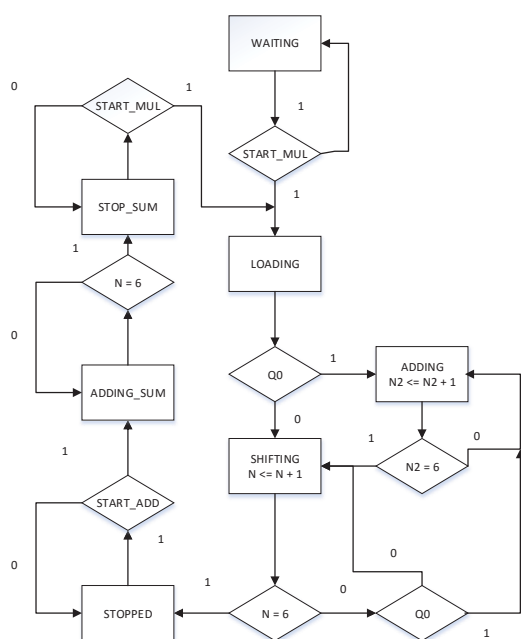 WAITING
0
1
1
START_MUL
START_MUL
STOP_SUM
1
1
LOADING
N = 6
1
0
Q0
ADDING
N2 <= N2 + 1
ADDING_SUM
0
1
0
1
SHIFTING
N <= N + 1
N2 = 6
START_ADD
0
1
0
1
0
STOPPED
N = 6
Q0
1